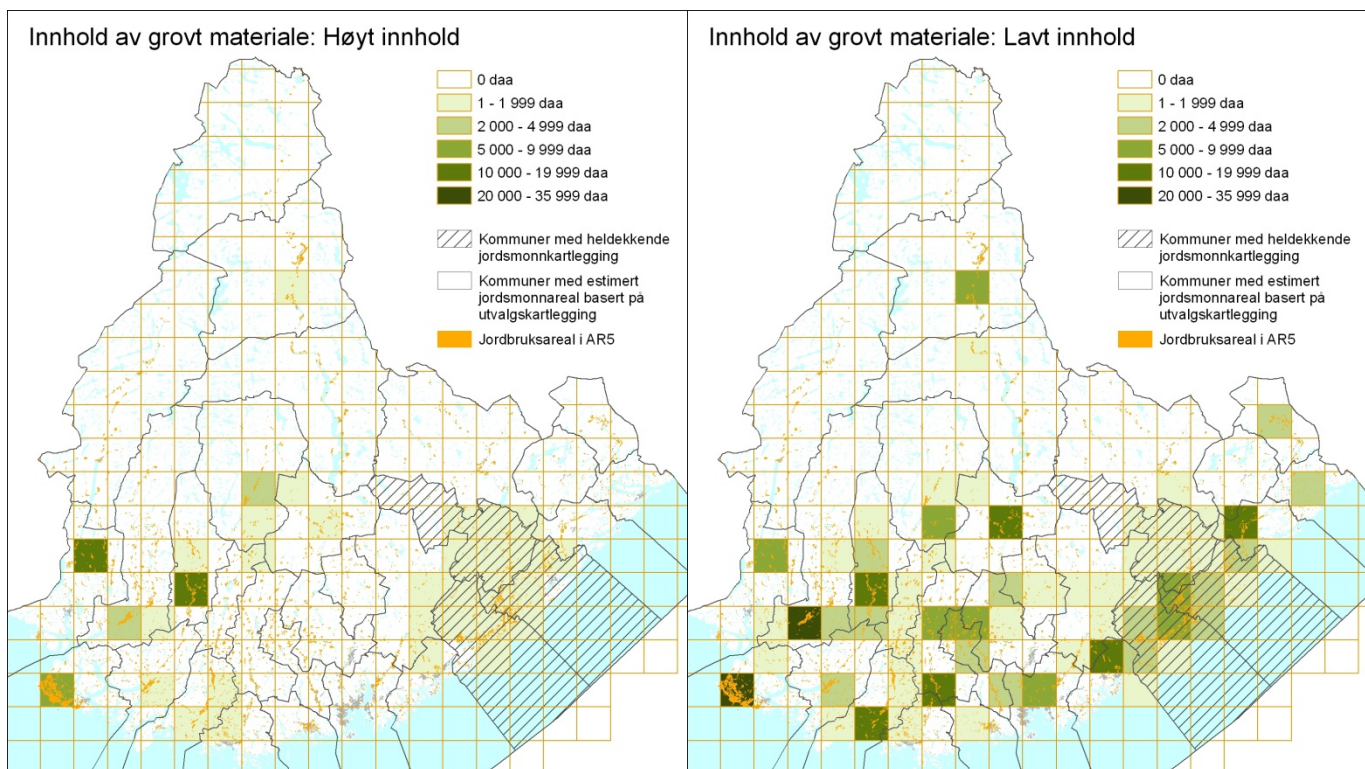 Innhold av grovt materiale: Høyt innhold
0 daa
1 - 1 999 daa
2 000 - 4 999 daa
5 000 - 9 999 daa
10 000 - 19 999 daa
20 000 - 35 999 daa
Kommuner med heldekkende
jordsmonnkartlegging
Kommuner med estimert
jordsmonnareal basert på
utvalgskartlegging
Jordbruksareal i AR5
Innhold av grovt materiale: Lavt innhold
0 daa
1 - 1 999 daa
2 000 - 4 999 daa
5 000 - 9 999 daa
10 000 - 19 999 daa
20 000 - 35 999 daa
Kommuner med heldekkende
jordsmonnkartlegging
Kommuner med estimert
jordsmonnareal basert på
utvalgskartlegging
Jordbruksareal i AR5